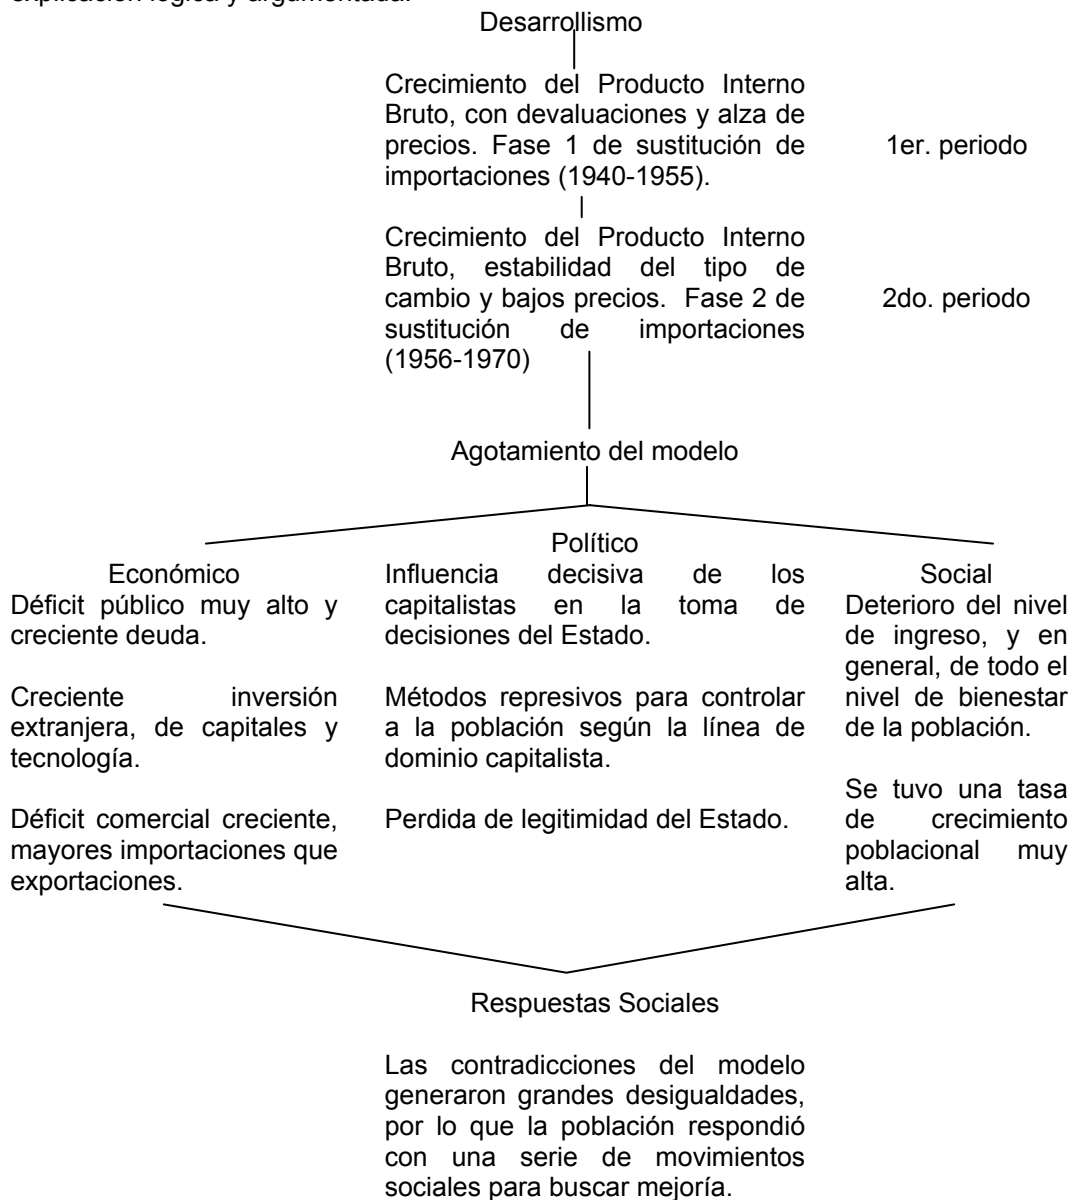 explicación lógica y argumentada.
Desarrollismo
Crecimiento del Producto Interno
Bruto, con devaluaciones y alza de
precios. Fase 1 de sustitución de
importaciones (1940-1955).
1er. periodo
Crecimiento del Producto Interno
Bruto, estabilidad del tipo de
cambio y bajos precios. Fase 2 de
sustitución de importaciones
(1956-1970)
2do. periodo
Agotamiento del modelo
Económico
Déficit público muy alto y
creciente deuda.
Creciente inversión
extranjera, de capitales y
tecnología.
Déficit comercial creciente,
mayores importaciones que
exportaciones.
Político
Influencia decisiva de los
capitalistas en la toma de
decisiones del Estado.
Métodos represivos para controlar
a la población según la línea de
dominio capitalista.
Perdida de legitimidad del Estado.
Social
Deterioro del nivel
de ingreso, y en
general, de todo el
nivel de bienestar
de la población.
Se tuvo una tasa
de crecimiento
poblacional muy
alta.
Respuestas Sociales
Las contradicciones del modelo
generaron grandes desigualdades,
por lo que la población respondió
con una serie de movimientos
sociales para buscar mejoría.